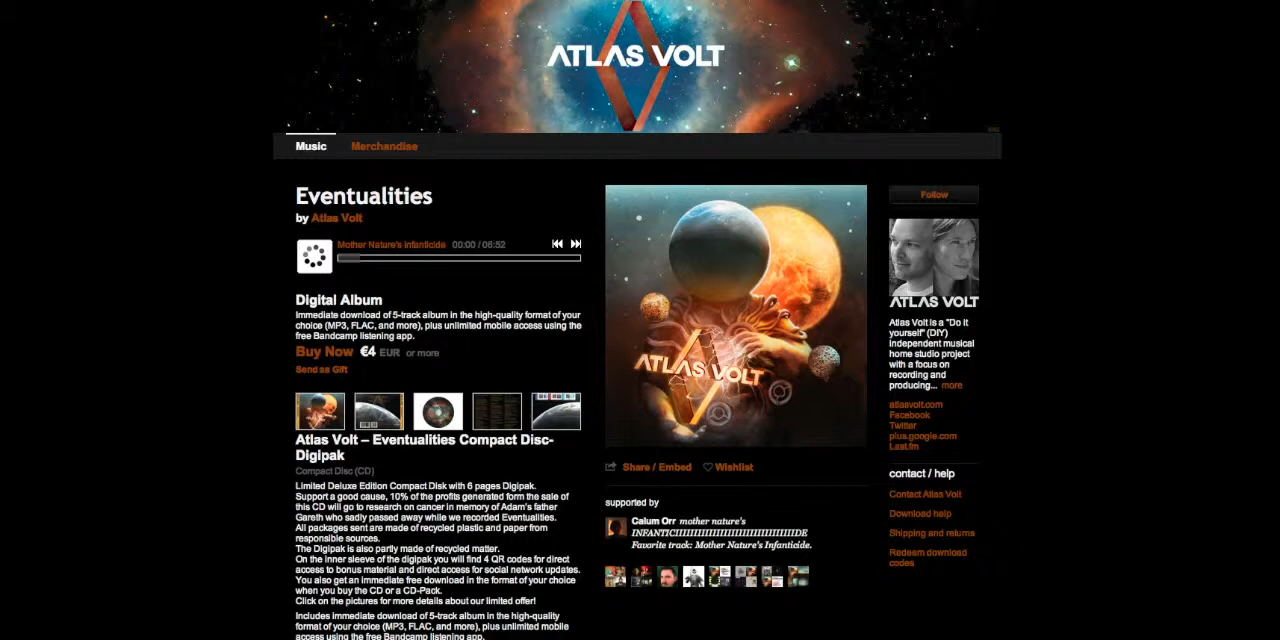 ATLAS VOLT
Music
Merchandise
Eventualities
by Atlas Volt
Mother Nature's Infanticide 00:00 / 06:52
Digital Album
Immediate download of 5-track album in the high-quality format of your
choice (MP3, FLAC, and more), plus unlimited mobile access using the
free Bandcamp listening app.
Buy Now €4 EUR or more
Send as Gift
Atlas Volt – Eventualities Compact Disc-
Digipak
Compact Disc (CD)
Limited Deluxe Edition Compact Disk with 6 pages Digipak.
Support a good cause, 10% of the profits generated form the sale of
this CD will go to research on cancer in memory of Adam's father
Gareth who sadly passed away while we recorded Eventualities.
All packages sent are made of recycled plastic and paper from
responsible sources.
The Digipak is also partly made of recycled matter.
On the inner sleeve of the digipak you will find 4 QR codes for direct
access to bonus material and direct access for social network updates.
You also get an immediate free download in the format of your choice
when you buy the CD or a CD-Pack.
Click on the pictures for more details about our limited offer!
Includes immediate download of 5-track album in the high-quality
format of your choice (MP3, FLAC, and more), plus unlimited mobile
access using the free Bandcamp listening app.
ATLAS VOLT
Share / Embed
Wishlist
supported by
Calum Orr mother nature's
INFANTICIIIIIIIIIIIIIIIIIIIIIIIIIIIIIIDE
Favorite track: Mother Nature's Infanticide.
Follow
ATLAS VOLT
Atlas Volt is a "Do it
yourself" (DIY)
independent musical
home studio project
with a focus on
recording and
producing... more
atlasvolt.com
Facebook
Twitter
plus.google.com
Last.fm
contact / help
Contact Atlas Volt
Download help
Shipping and returns
Redeem download
codes